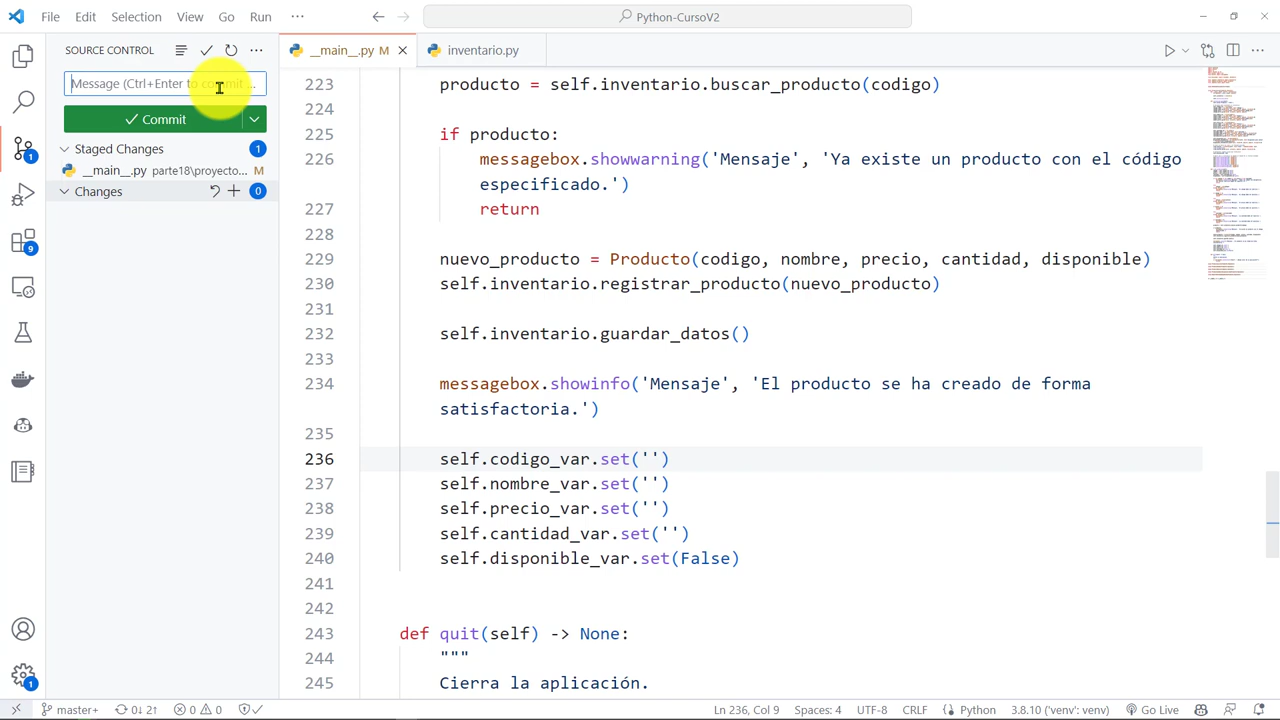 File Edit Selection View Go Run ··· Python-CursoV2
SOURCE CONTROL
__main__.py M
inventario.py
Message (Ctrl+Enter to commit ...
Commit
Staged Changes 1
__main__.py parte16\proyecto... M
Changes 0
223 producto = self.inventario.buscar_producto(codigo)
224
225 if producto
226 messagebox.showwarning('Mensaje', 'Ya existe un producto con el código
indicado.')
227
228
229 nuevo_producto = Producto(codigo, nombre, precio, cantidad, disponible)
230 self.inventario.registrar_producto(nuevo_producto)
231
232 self.inventario.guardar_datos()
233
234 messagebox.showinfo('Mensaje','El producto se ha creado de forma
satisfactoria.')
235
236 self.codigo_var.set('')
237 self.nombre_var.set('')
238 self.precio_var.set('')
239 self.cantidad_var.set('')
240 self.disponible_var.set(False)
241
242
243 def quit(self) -> None:
244 """
245 Cierra la aplicación.
1
9
1
master+ 0↓ 2↑ 0 0 Ln 236, Col 9 Spaces: 4 UTF-8 CRLF Python 3.8.10 ('venv': venv) Go Live